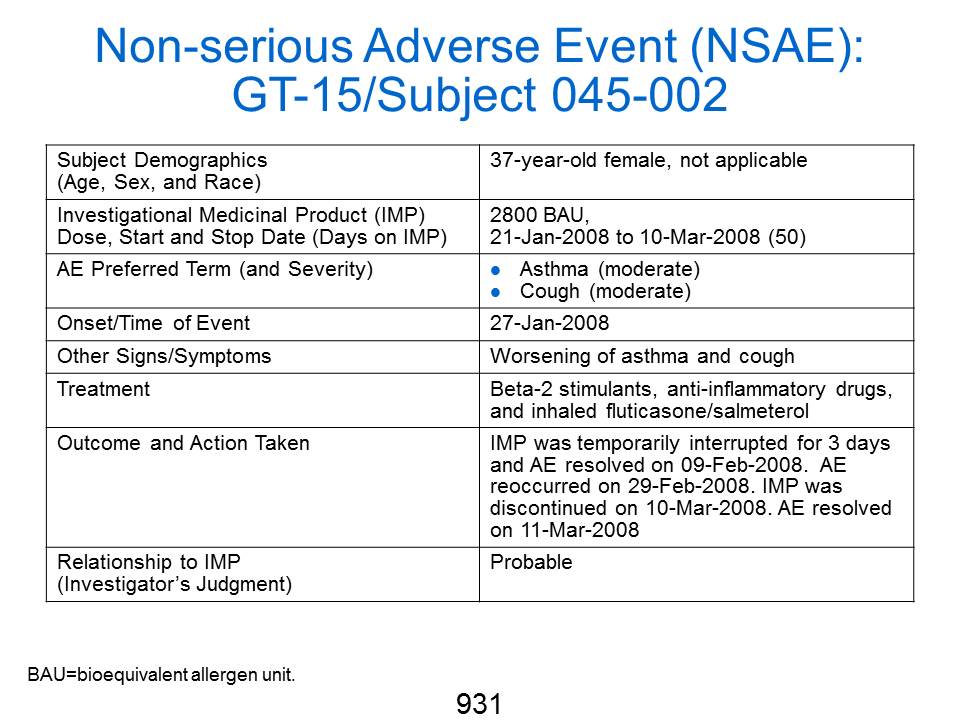 Non-serious Adverse Event (NSAE):
GT-15/Subject 045-002
Subject Demographics
(Age, Sex, and Race)
37-year-old female, not applicable
Investigational Medicinal Product (IMP)
Dose, Start and Stop Date (Days on IMP)
2800 BAU,
21-Jan-2008 to 10-Mar-2008 (50)
AE Preferred Term (and Severity)
● Asthma (moderate)
● Cough (moderate)
Onset/Time of Event
27-Jan-2008
Other Signs/Symptoms
Worsening of asthma and cough
Treatment
Beta-2 stimulants, anti-inflammatory drugs,
and inhaled fluticasone/salmeterol
Outcome and Action Taken
IMP was temporarily interrupted for 3 days
and AE resolved on 09-Feb-2008. AE
reoccurred on 29-Feb-2008. IMP was
discontinued on 10-Mar-2008. AE resolved
on 11-Mar-2008
Relationship to IMP
(Investigator's Judgment)
Probable
BAU=bioequivalent allergen unit.
931